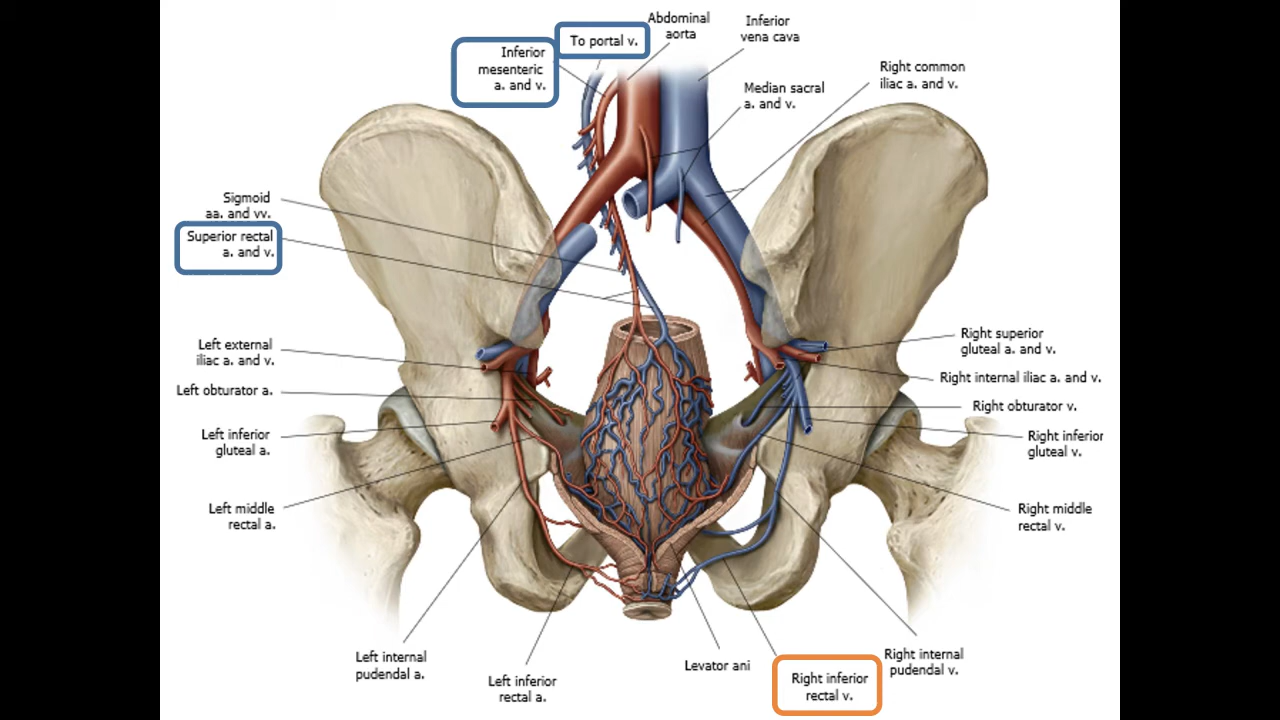 Abdominal
aorta
Inferior
vena cava
To portal v.
Inferior
mesenteric
a. and v.
Right common
iliac a. and v.
Median sacral
a. and v.
Sigmoid
aa. and vv.
Superior rectal
a. and v.
Left external
iliac a. and v.
Left obturator a.
Left inferior
gluteal a.
Left middle
rectal a.
Right superior
gluteal a. and v.
Right internal iliac a. and v.
Right obturator v.
Right inferior
gluteal v.
Right middle
rectal v.
Left internal
pudendal a.
Left inferior
rectal a.
Levator ani
Right inferior
rectal v.
Right internal
pudendal v.